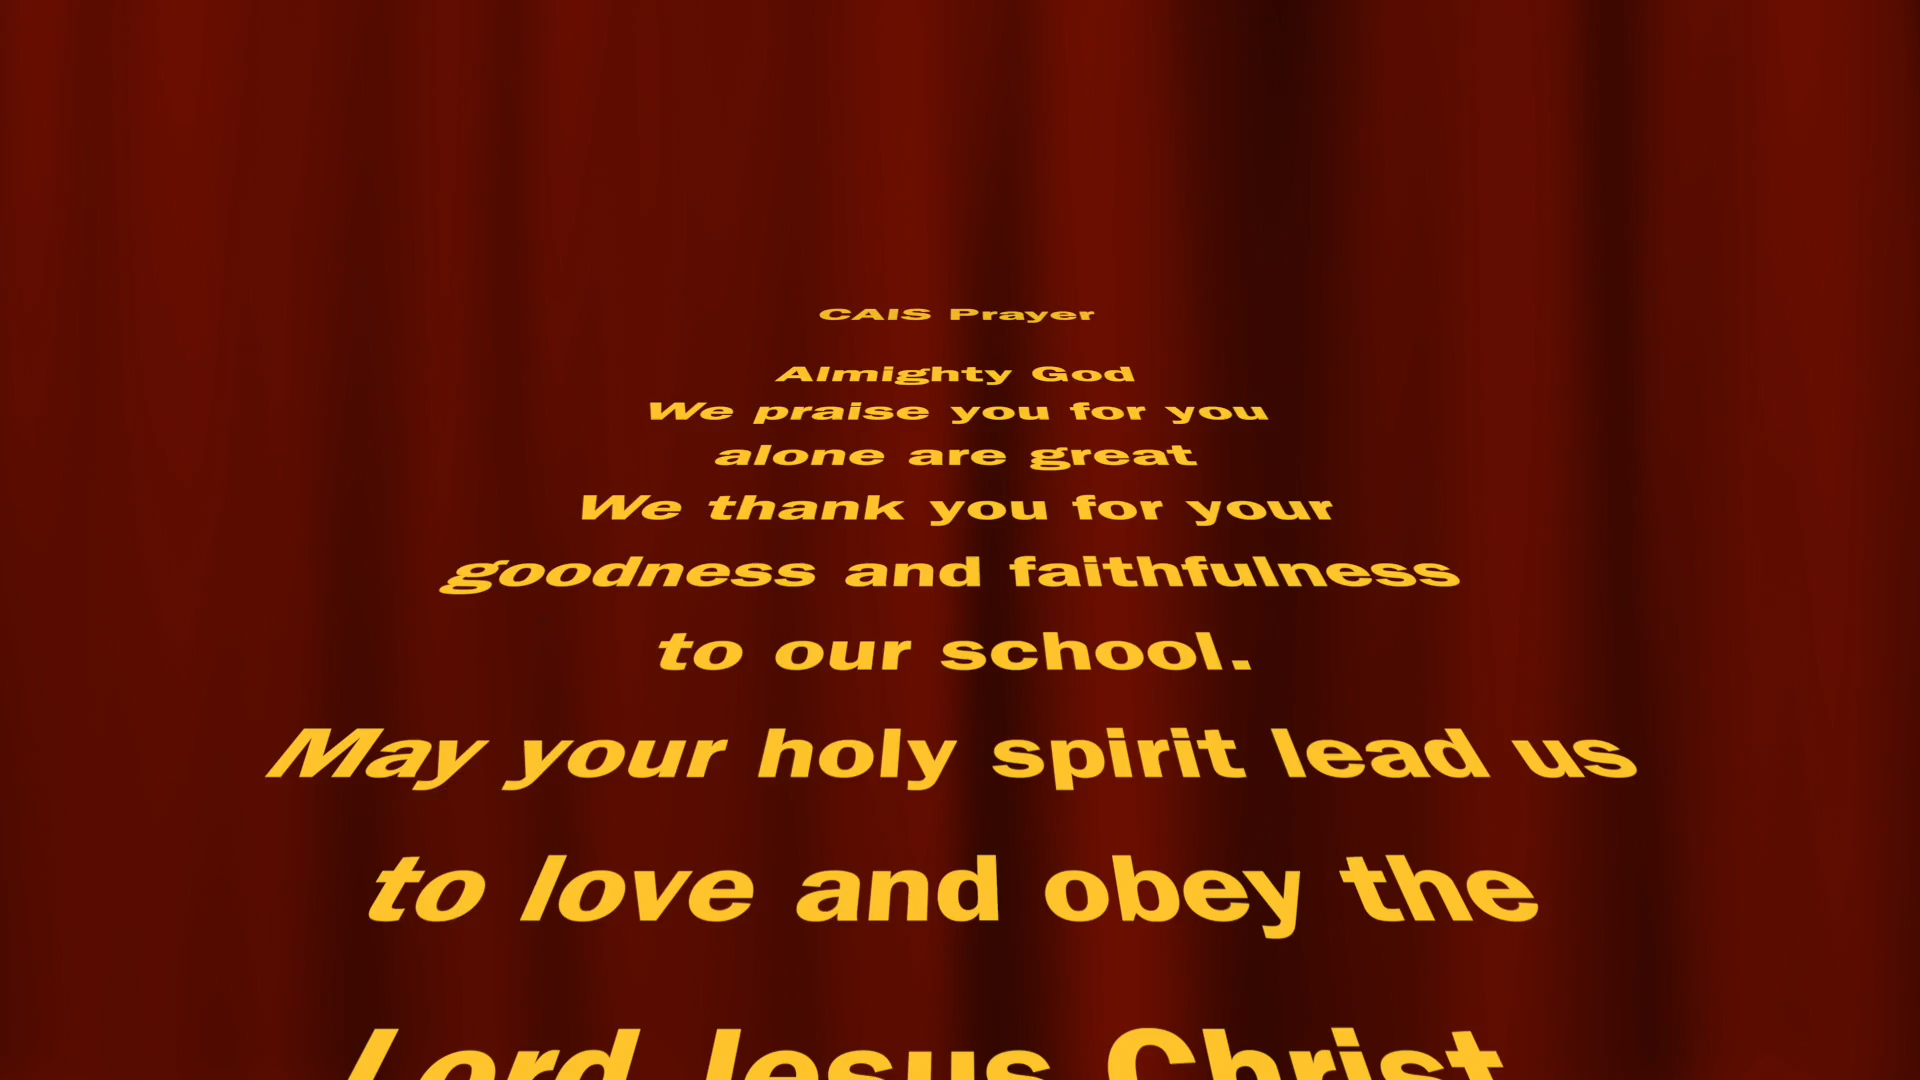 CAIS Prayer
Almighty God
We praise you for you
alone are great
We thank you for your
goodness and faithfulness
to our school.
May your holy spirit lead us
to love and obey the
Lord Jesus Christ